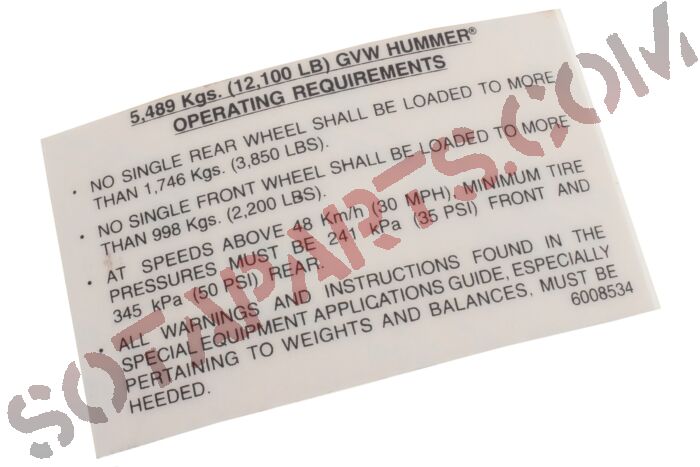 5,489 Kgs. (12,100 LB) GVW HUMMER®
OPERATING REQUIREMENTS
• NO SINGLE REAR WHEEL SHALL BE LOADED TO MORE
THAN 1,746 Kgs. (3,850 LBS).
• NO SINGLE FRONT WHEEL SHALL BE LOADED TO MORE
THAN 998 Kgs. (2,200 LBS).
• AT SPEEDS ABOVE 48 Km/h (30 MPH), MINIMUM TIRE
PRESSURES MUST BE 241 kPa (35 PSI) FRONT AND
345 kPa (50 PSI) REAR.
• ALL WARNINGS AND INSTRUCTIONS FOUND IN THE
SPECIAL EQUIPMENT APPLICATIONS GUIDE, ESPECIALLY
PERTAINING TO WEIGHTS AND BALANCES, MUST BE
HEEDED.
6008534
SOTAPARTS.COM